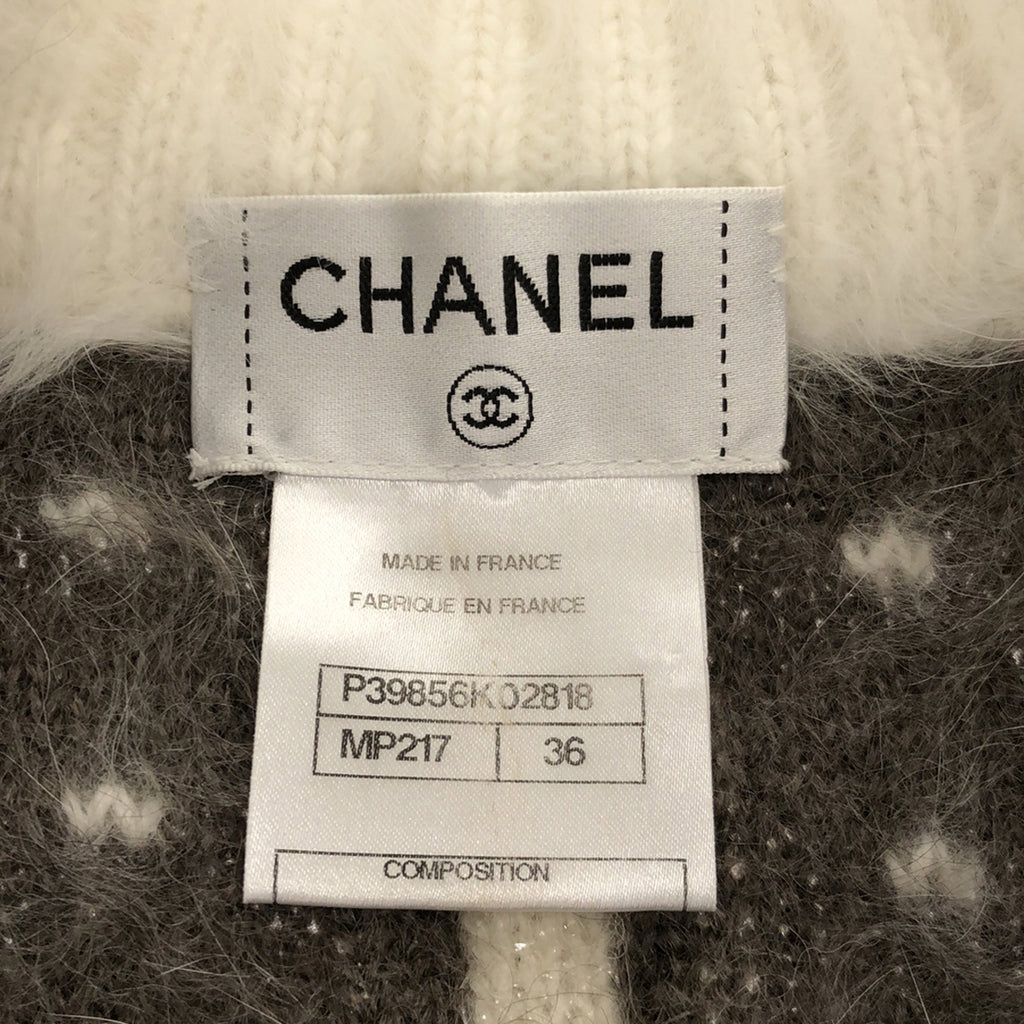 CHANEL
MADE IN FRANCE
FABRIQUE EN FRANCE
P39856K02818
MP217 36
COMPOSITION